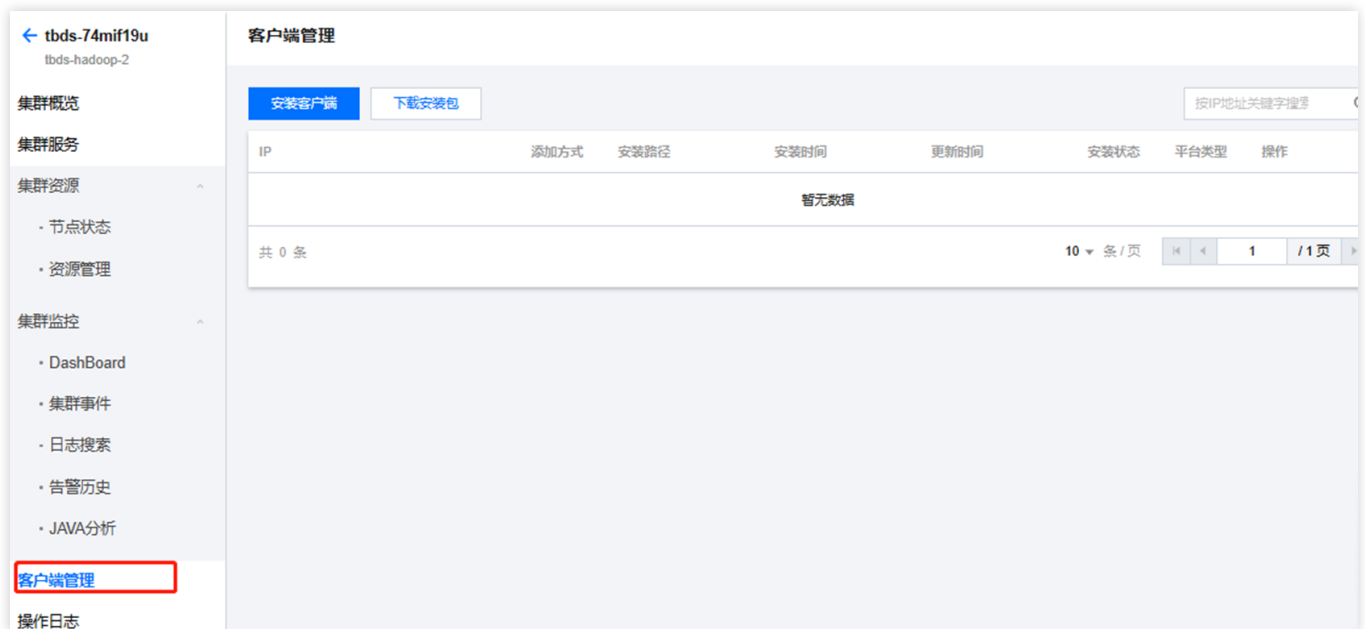 tbds-74mif19u
tbds-hadoop-2
集群概览
集群服务
集群资源
节点状态
资源管理
集群监控
DashBoard
集群事件
日志搜索
告警历史
JAVA分析
客户端管理
操作日志
客户端管理
安装客户端 下载安装包 按IP地址关键字搜索
IP 添加方式 安装路径 安装时间 更新时间 安装状态 平台类型 操作
暂无数据
共 0 条 10 条 / 页 1 / 1 页